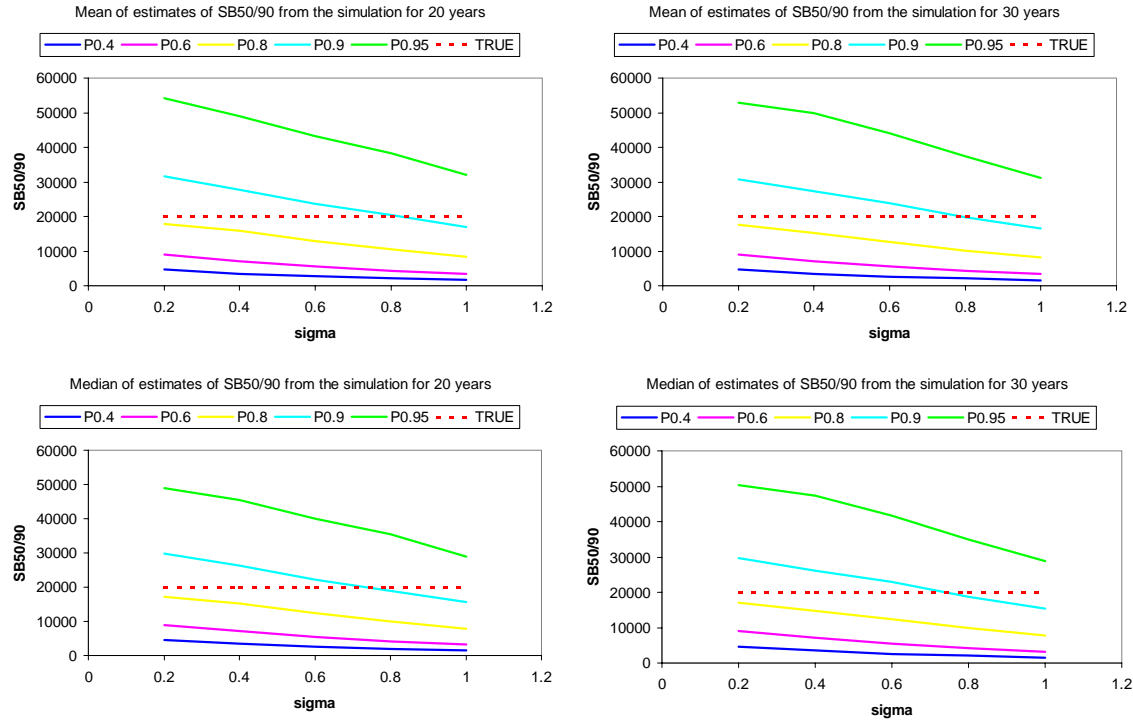 Mean of estimates of SB50/90 from the simulation for 20 years
P0.4 P0.6 P0.8 P0.9 P0.95 TRUE
60000
50000
40000
30000
20000
10000
0
SB50/90
0 0.2 0.4 0.6 0.8 1 1.2
sigma
Mean of estimates of SB50/90 from the simulation for 30 years
P0.4 P0.6 P0.8 P0.9 P0.95 TRUE
60000
50000
40000
30000
20000
10000
0
SB50/90
0 0.2 0.4 0.6 0.8 1 1.2
sigma
Median of estimates of SB50/90 from the simulation for 20 years
P0.4 P0.6 P0.8 P0.9 P0.95 TRUE
60000
50000
40000
30000
20000
10000
0
SB50/90
0 0.2 0.4 0.6 0.8 1 1.2
sigma
Median of estimates of SB50/90 from the simulation for 30 years
P0.4 P0.6 P0.8 P0.9 P0.95 TRUE
60000
50000
40000
30000
20000
10000
0
SB50/90
0 0.2 0.4 0.6 0.8 1 1.2
sigma